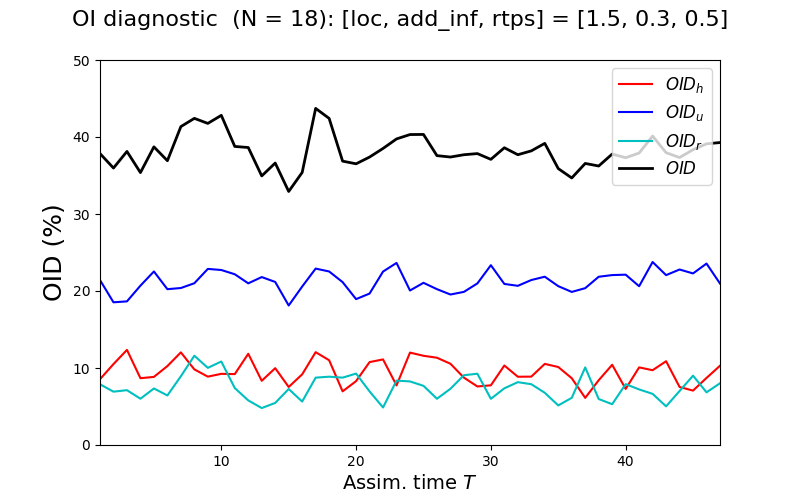 OI diagnostic (N = 18): [loc, add_inf, rtps] = [1.5, 0.3, 0.5]
50
40
30
20
10
0
OID (%)
OID_h
OID_u
OID_r
OID
10 20 30 40
Assim. time T